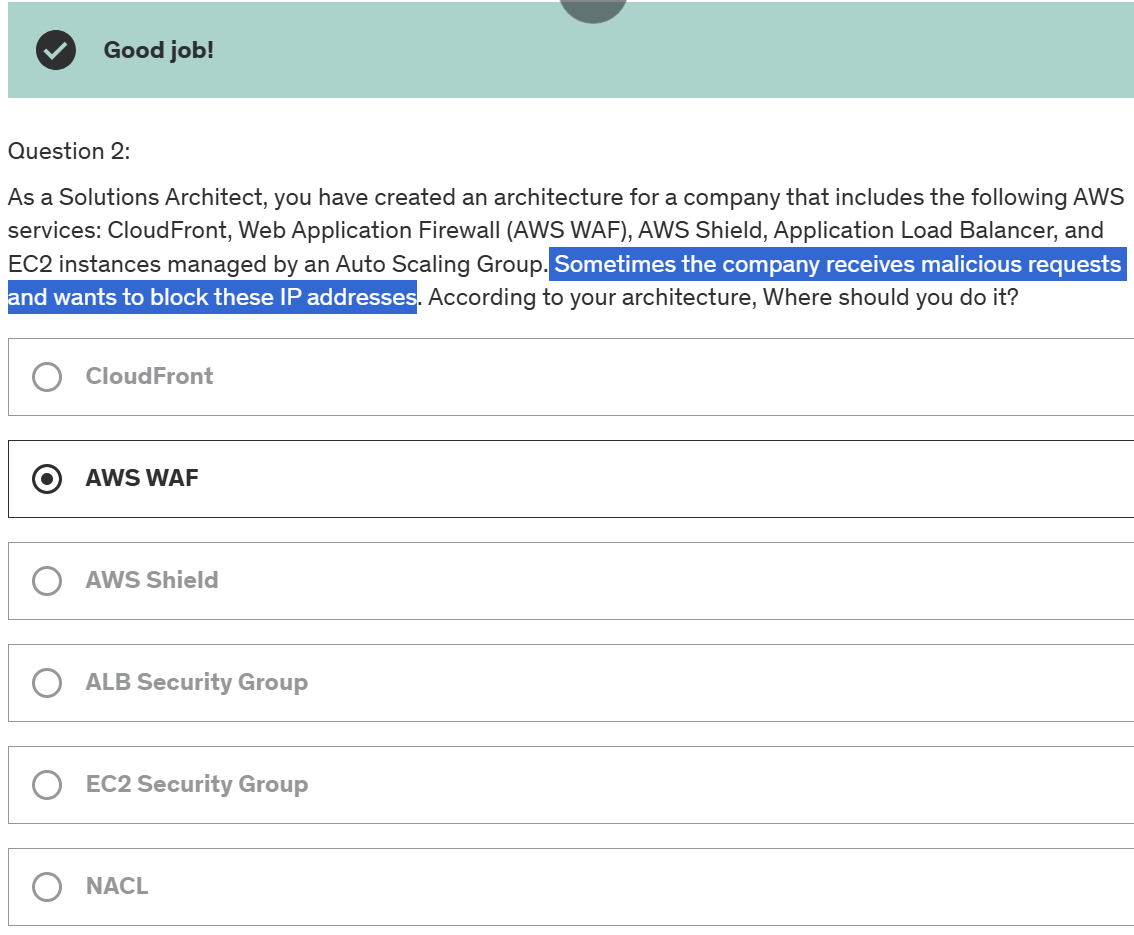 Good job!
Question 2:
As a Solutions Architect, you have created an architecture for a company that includes the following AWS
services: CloudFront, Web Application Firewall (AWS WAF), AWS Shield, Application Load Balancer, and
EC2 instances managed by an Auto Scaling Group. Sometimes the company receives malicious requests
and wants to block these IP addresses. According to your architecture, Where should you do it?
CloudFront
AWS WAF
AWS Shield
ALB Security Group
EC2 Security Group
NACL